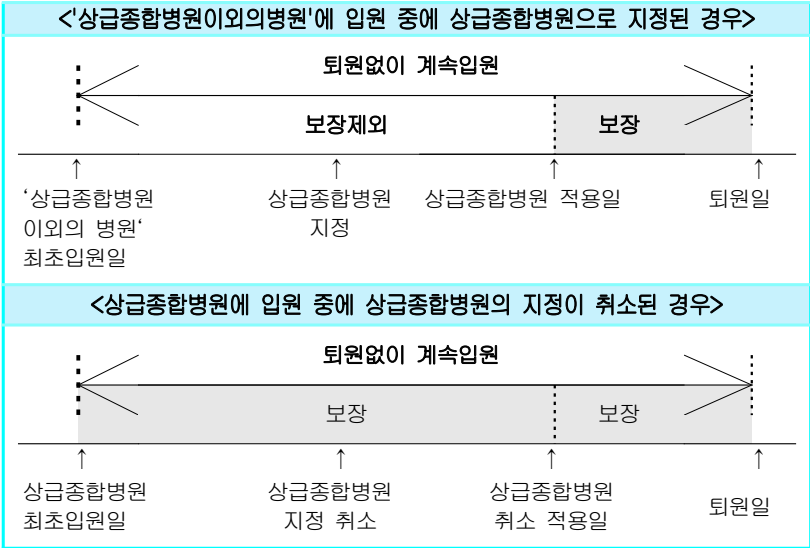 <'상급종합병원이외의병원'에 입원 중에 상급종합병원으로 지정된 경우>
퇴원없이 계속입원
보장제외 보장
↑ ↑ ↑ ↑
‘상급종합병원 상급종합병원 상급종합병원 적용일 퇴원일
이외의 병원‘ 지정
최초입원일
<상급종합병원에 입원 중에 상급종합병원의 지정이 취소된 경우>
퇴원없이 계속입원
보장 보장
↑ ↑ ↑ ↑
상급종합병원 상급종합병원 상급종합병원 퇴원일
최초입원일 지정 취소 취소 적용일